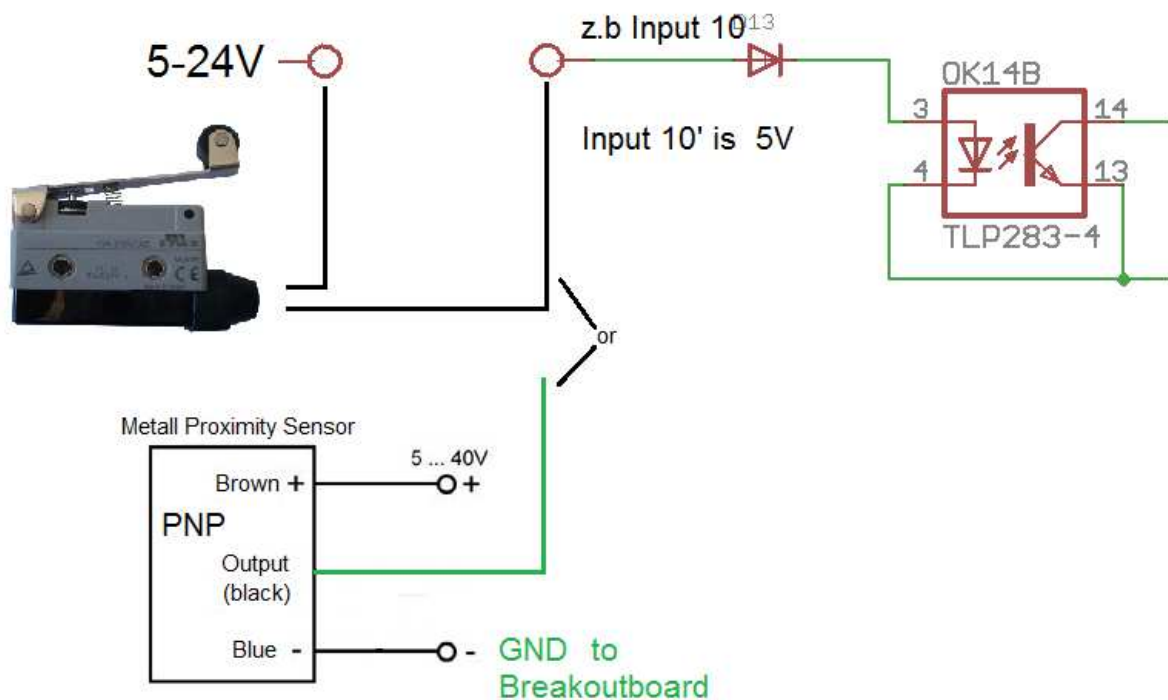 z.b Input 10'
D13
5-24V
OK14B
3
14
Input 10' is 5V
4
13
TLP283-4
or
Metall Proximity Sensor
5 ... 40V
Brown +
+
PNP
Output
(black)
Blue -
- GND to
Breakoutboard
CE